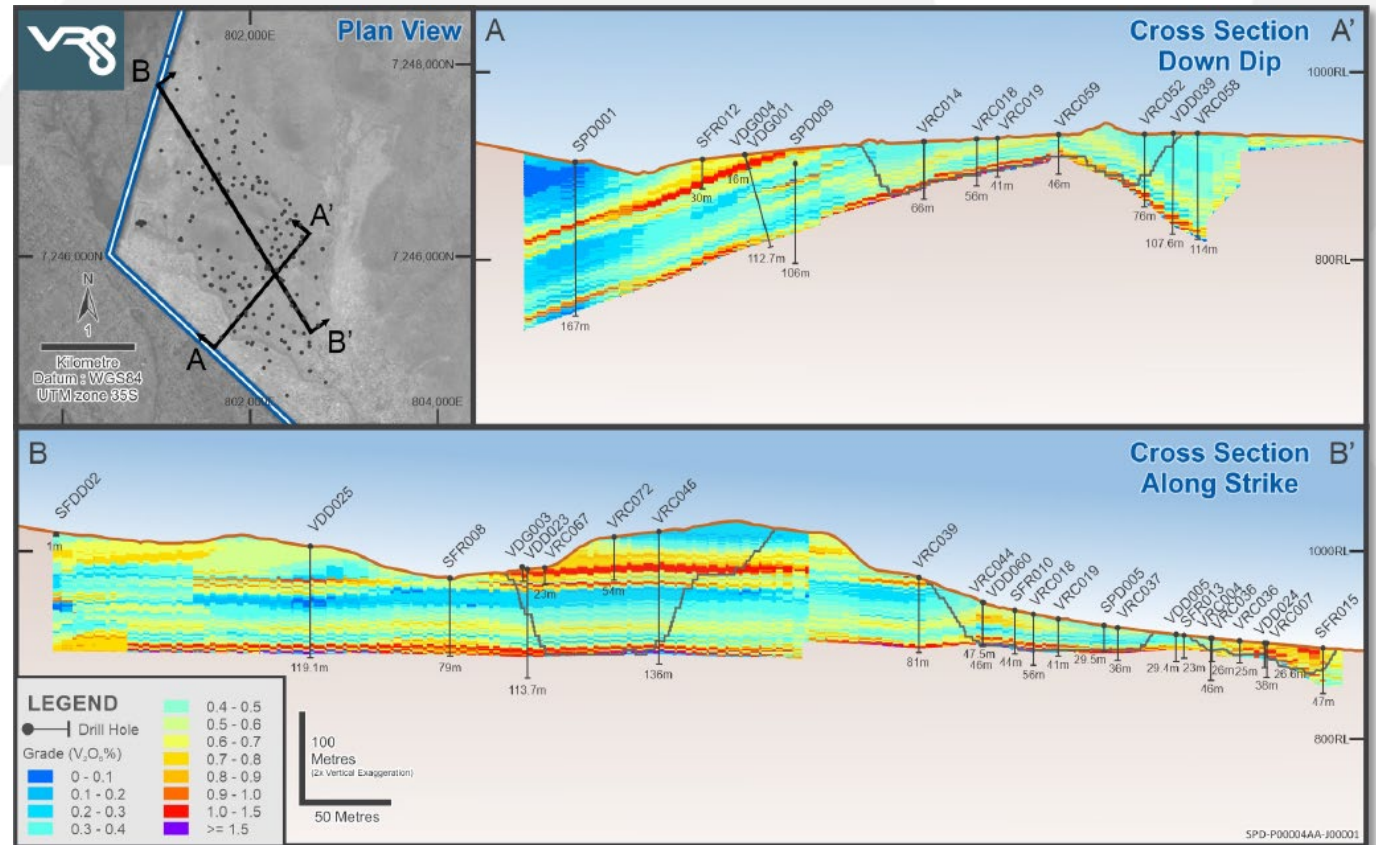 VR8
Plan View
802,000E
7,248,000N
B
A'
7,246,000N
7,246,000N
N
1
Kilometre
Datum : WGS84
UTM zone 35S
A
B'
802,000E
804,000E
A
Cross Section
Down Dip
A'
1000RL
800RL
SPD001
SFR012
VDG004
VDG001
SPD009
VRC014
VRC018
VRC019
VRC059
VRC052
VDD039
VRC058
167m
30m
16m
112.7m
106m
66m
56m
41m
46m
76m
107.6m
114m
B
Cross Section
Along Strike
B'
1000RL
800RL
SFDD02
VDD025
SFR008
VDG003
VDD023
VRC067
VRC072
VRC046
VRC039
VRC044
VDD060
SFR010
VRC018
VRC019
SPD005
VRC037
VDD005
SFR013
VRC036
VRC036
VDD024
VRC007
SFR015
1m
119.1m
79m
113.7m
23m
54m
136m
81m
47.5m
46m
44m
56m
41m
29.5m
36m
29.4m
23m
46m
26m
25m
38m
26.6m
47m
LEGEND
Drill Hole
Grade (V₂O₅%)
0 - 0.1
0.1 - 0.2
0.2 - 0.3
0.3 - 0.4
0.4 - 0.5
0.5 - 0.6
0.6 - 0.7
0.7 - 0.8
0.8 - 0.9
0.9 - 1.0
1.0 - 1.5
>= 1.5
100
Metres
(2x Vertical Exaggeration)
50 Metres
SPD-P00004AA-J00001